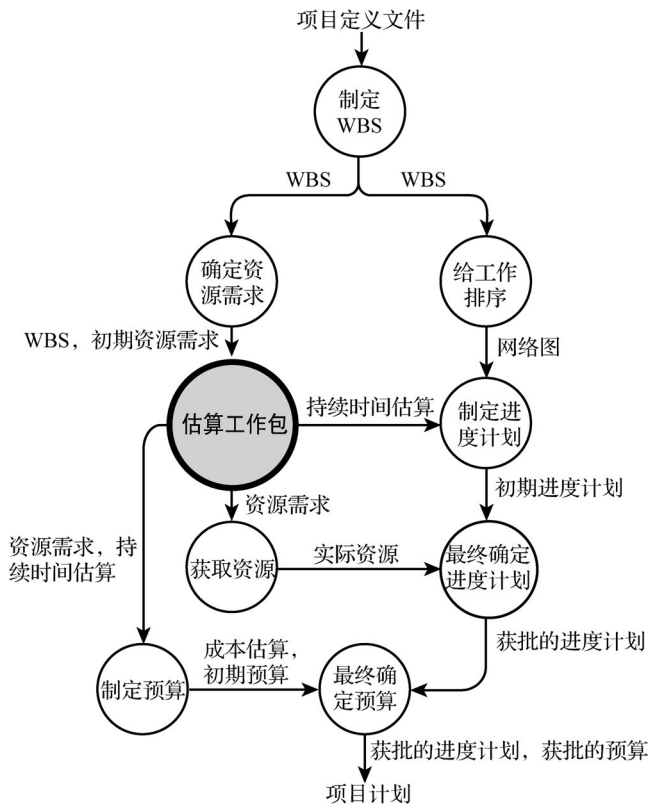 项目定义文件
制定
WBS
WBS
WBS
确定资
源需求
给工作
排序
WBS，初期资源需求
网络图
估算工作包
持续时间估算
制定进
度计划
资源需求
初期进度计划
资源需求，持
续时间估算
获取资源
实际资源
最终确定
进度计划
获批的进度计划
制定预算
成本估算，
初期预算
最终确
定预算
获批的进度计划，获批的预算
项目计划